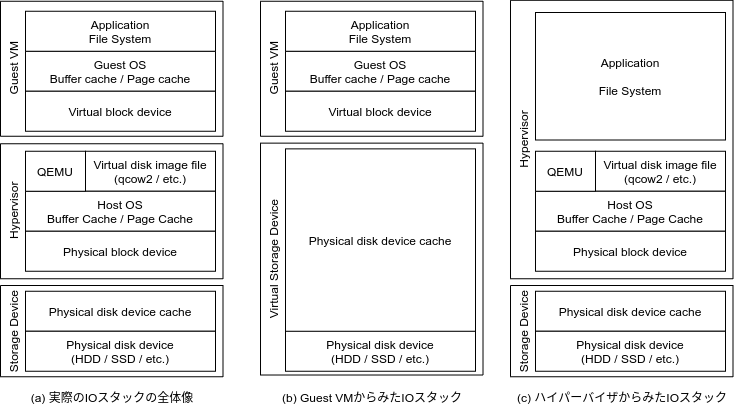 Guest VM
Application
File System
Guest OS
Buffer cache / Page cache
Virtual block device
Hypervisor
QEMU
Virtual disk image file
(qcow2 / etc.)
Host OS
Buffer Cache / Page Cache
Physical block device
Storage Device
Physical disk device cache
Physical disk device
(HDD / SSD / etc.)
(a) 実際のIOスタックの全体像
Guest VM
Application
File System
Guest OS
Buffer cache / Page cache
Virtual block device
Virtual Storage Device
Physical disk device cache
Physical disk device
(HDD / SSD / etc.)
(b) Guest VMからみたIOスタック
Hypervisor
Application
File System
QEMU
Virtual disk image file
(qcow2 / etc.)
Host OS
Buffer Cache / Page Cache
Physical block device
Storage Device
Physical disk device cache
Physical disk device
(HDD / SSD / etc.)
(c) ハイパーバイザからみたIOスタック